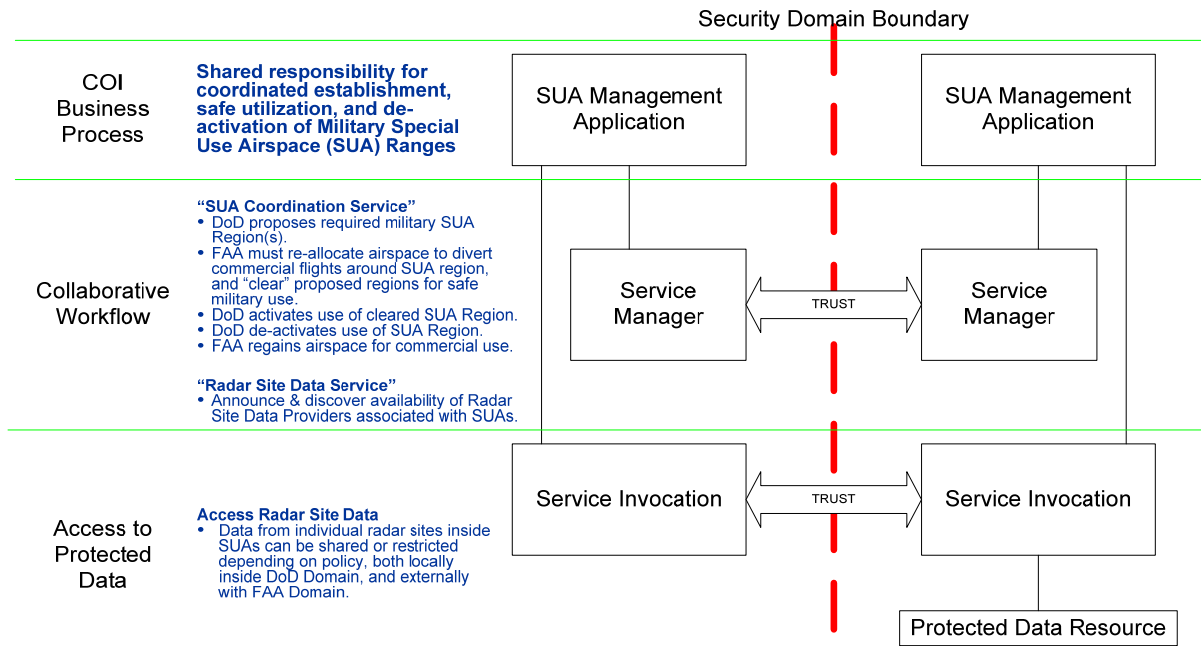 Security Domain Boundary
COI
Business
Process
Shared responsibility for
coordinated establishment,
safe utilization, and de-
activation of Military Special
Use Airspace (SUA) Ranges
SUA Management
Application
SUA Management
Application
Collaborative
Workflow
“SUA Coordination Service”
• DoD proposes required military SUA
Region(s).
• FAA must re-allocate airspace to divert
commercial flights around SUA region,
and “clear” proposed regions for safe
military use.
• DoD activates use of cleared SUA Region.
• DoD de-activates use of SUA Region.
• FAA regains airspace for commercial use.
“Radar Site Data Service”
• Announce & discover availability of Radar
Site Data Providers associated with SUAs.
Service
Manager
TRUST
Service
Manager
Access to
Protected
Data
Access Radar Site Data
• Data from individual radar sites inside
SUAs can be shared or restricted
depending on policy, both locally
inside DoD Domain, and externally
with FAA Domain.
Service Invocation
TRUST
Service Invocation
Protected Data Resource